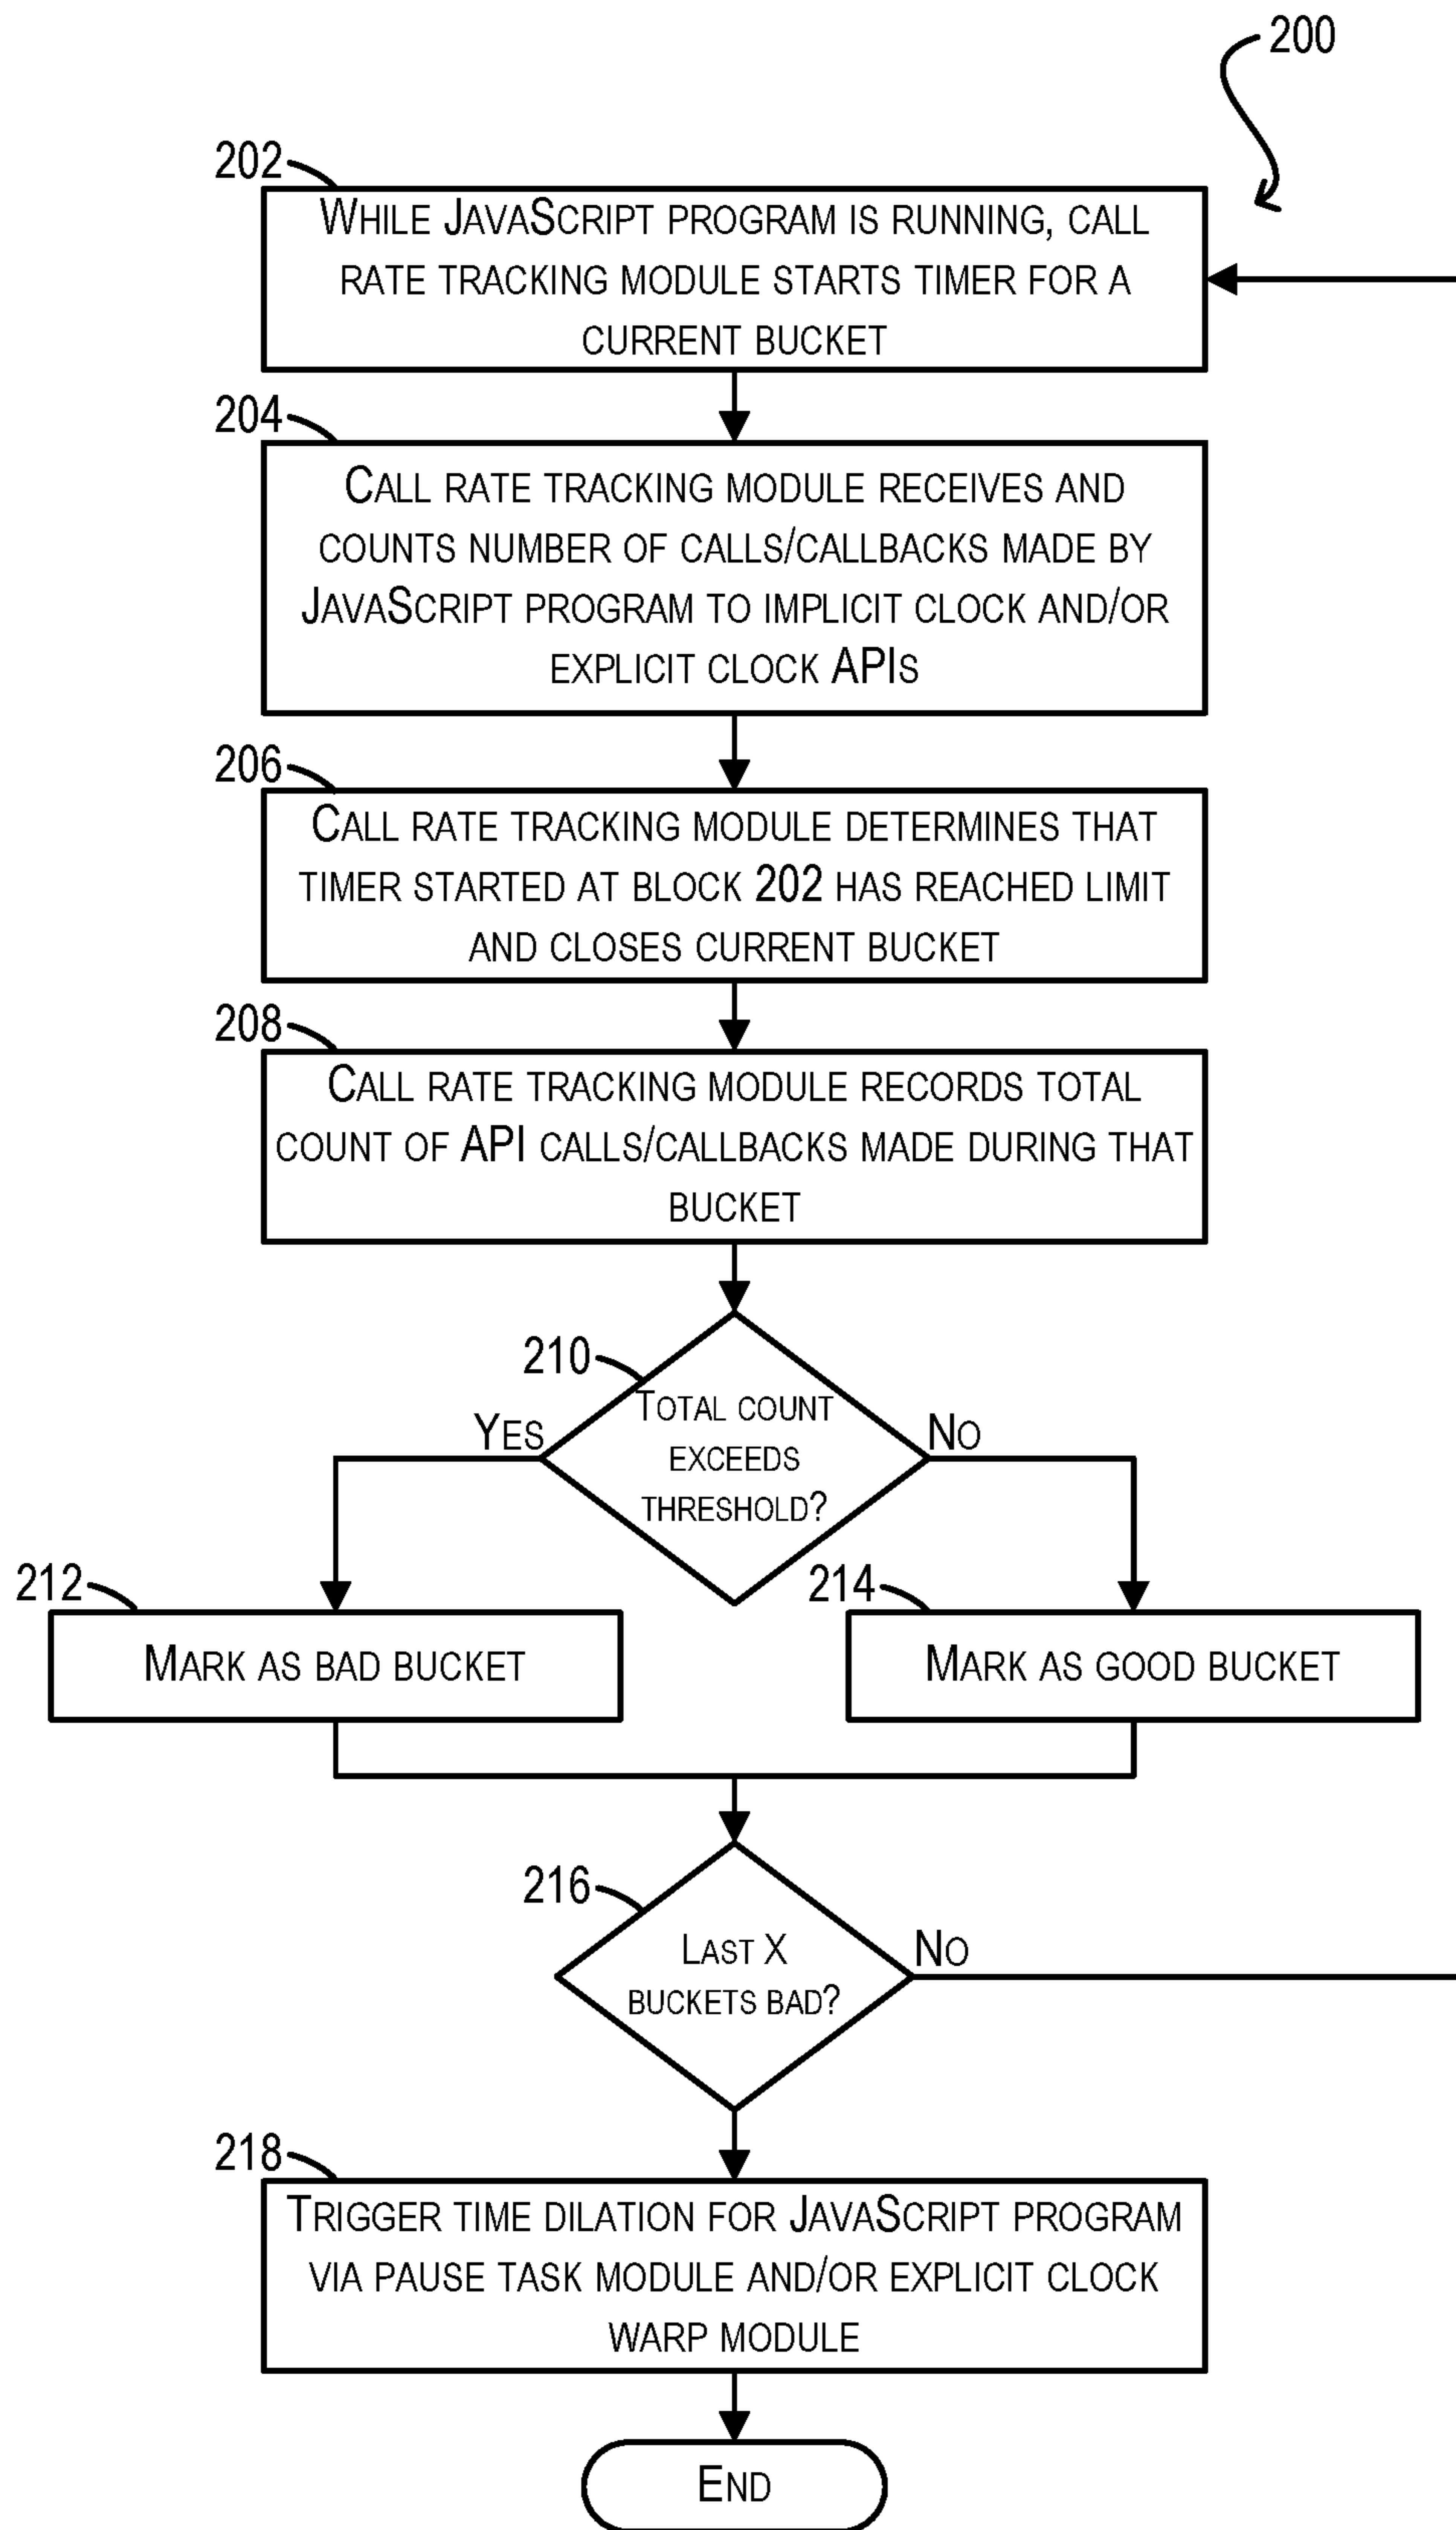 200
202
While JavaScript program is running, call
rate tracking module starts timer for a
current bucket
204
Call rate tracking module receives and
counts number of calls/callbacks made by
JavaScript program to implicit clock and/or
explicit clock APIs
206
Call rate tracking module determines that
timer started at block 202 has reached limit
and closes current bucket
208
Call rate tracking module records total
count of API calls/callbacks made during that
bucket
210
Total count
exceeds
threshold?
Yes
No
212
Mark as bad bucket
214
Mark as good bucket
216
Last X
buckets bad?
No
218
Trigger time dilation for JavaScript program
via pause task module and/or explicit clock
warp module
End